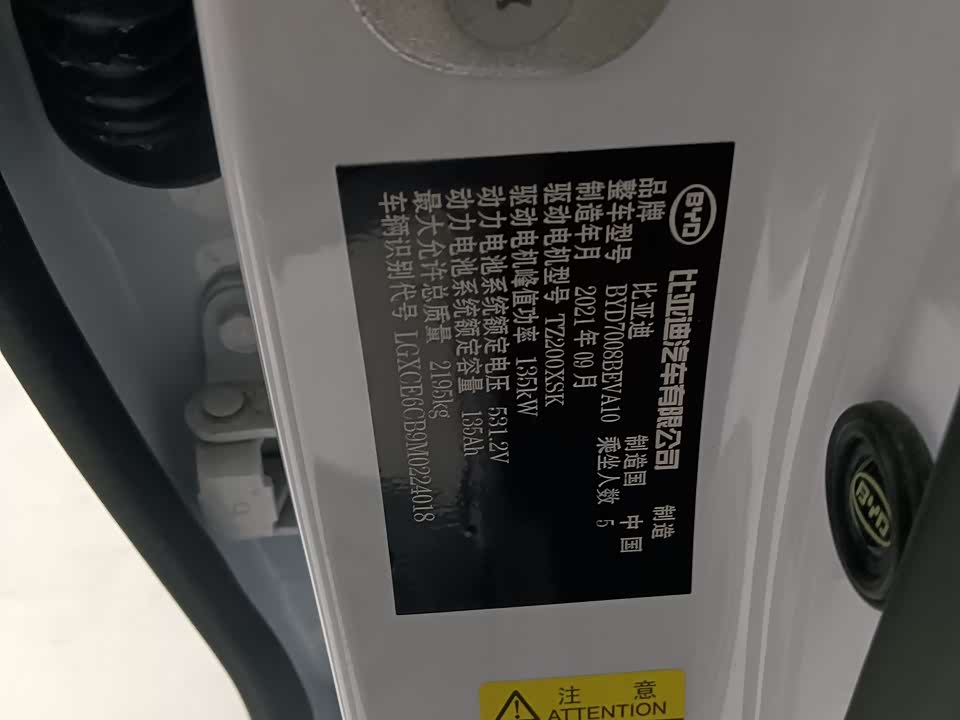 BYD 比亚迪汽车有限公司 制造
品牌 比亚迪 制造国 中国
整车型号 BYD7008BEVA10 乘坐人数 5
制造年月 2021年09月
驱动电机型号 TZ200XSK
驱动电机峰值功率 135kW
动力电池系统额定电压 531.2V
动力电池系统额定容量 135Ah
最大允许总质量 2195kg
车辆识别代号 LGXCE6CB9M0224018
BYD
注 意
ATTENTION